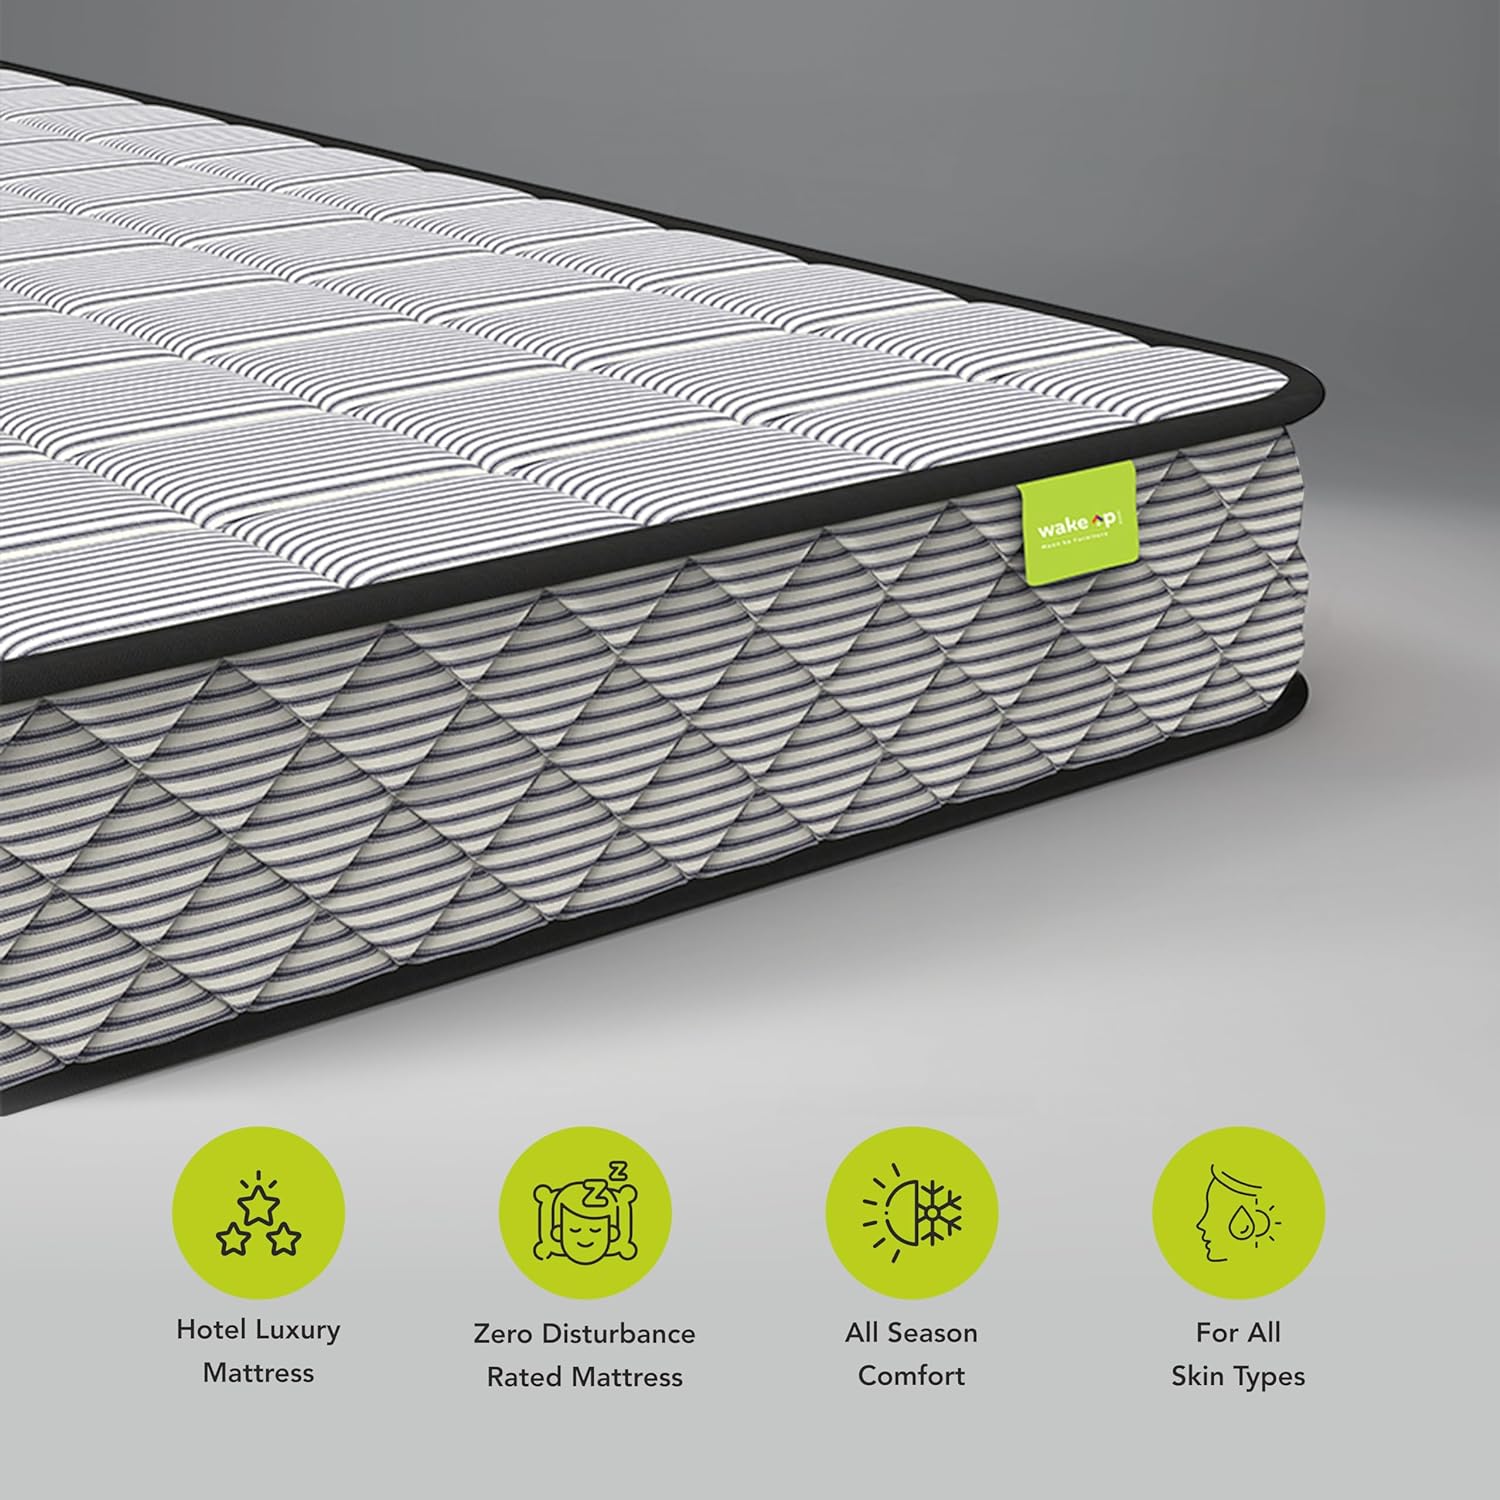 wake up
Hotel Luxury
Mattress
Zero Disturbance
Rated Mattress
All Season
Comfort
For All
Skin Types